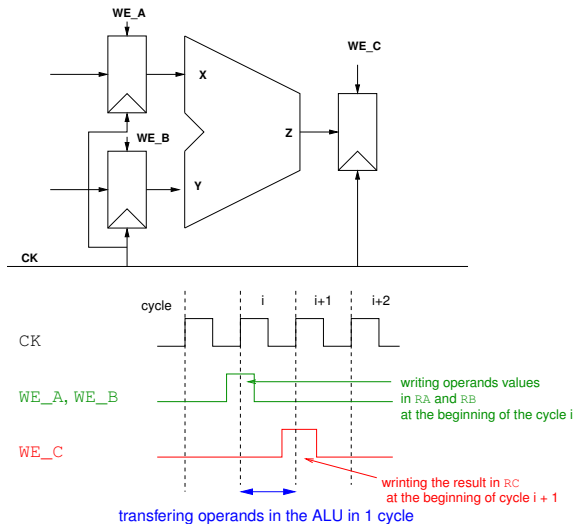 WE_A
WE_C
X
WE_B
Z
Y
CK
cycle i i+1 i+2
CK
WE_A, WE_B
writing operands values
in RA and RB
at the beginning of the cycle i
WE_C
wrinting the result in RC
at the beginning of cycle i + 1
transfering operands in the ALU in 1 cycle